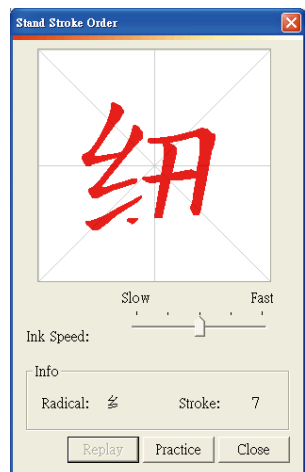 Stand Stroke Order
纽
Slow Fast
Ink Speed:
Info
Radical: 纟 Stroke: 7
Replay Practice Close